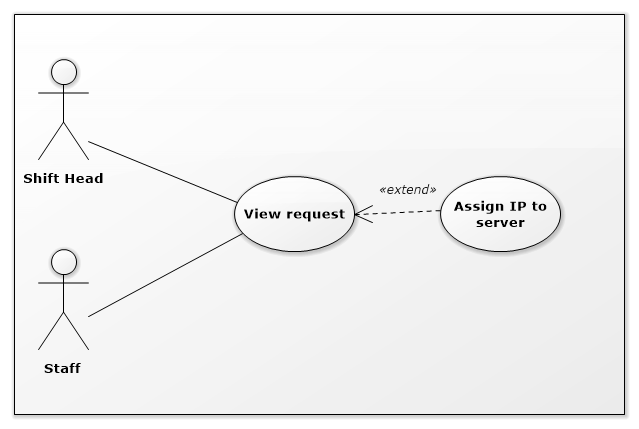 Shift Head
«extend»
View request
Assign IP to
server
Staff